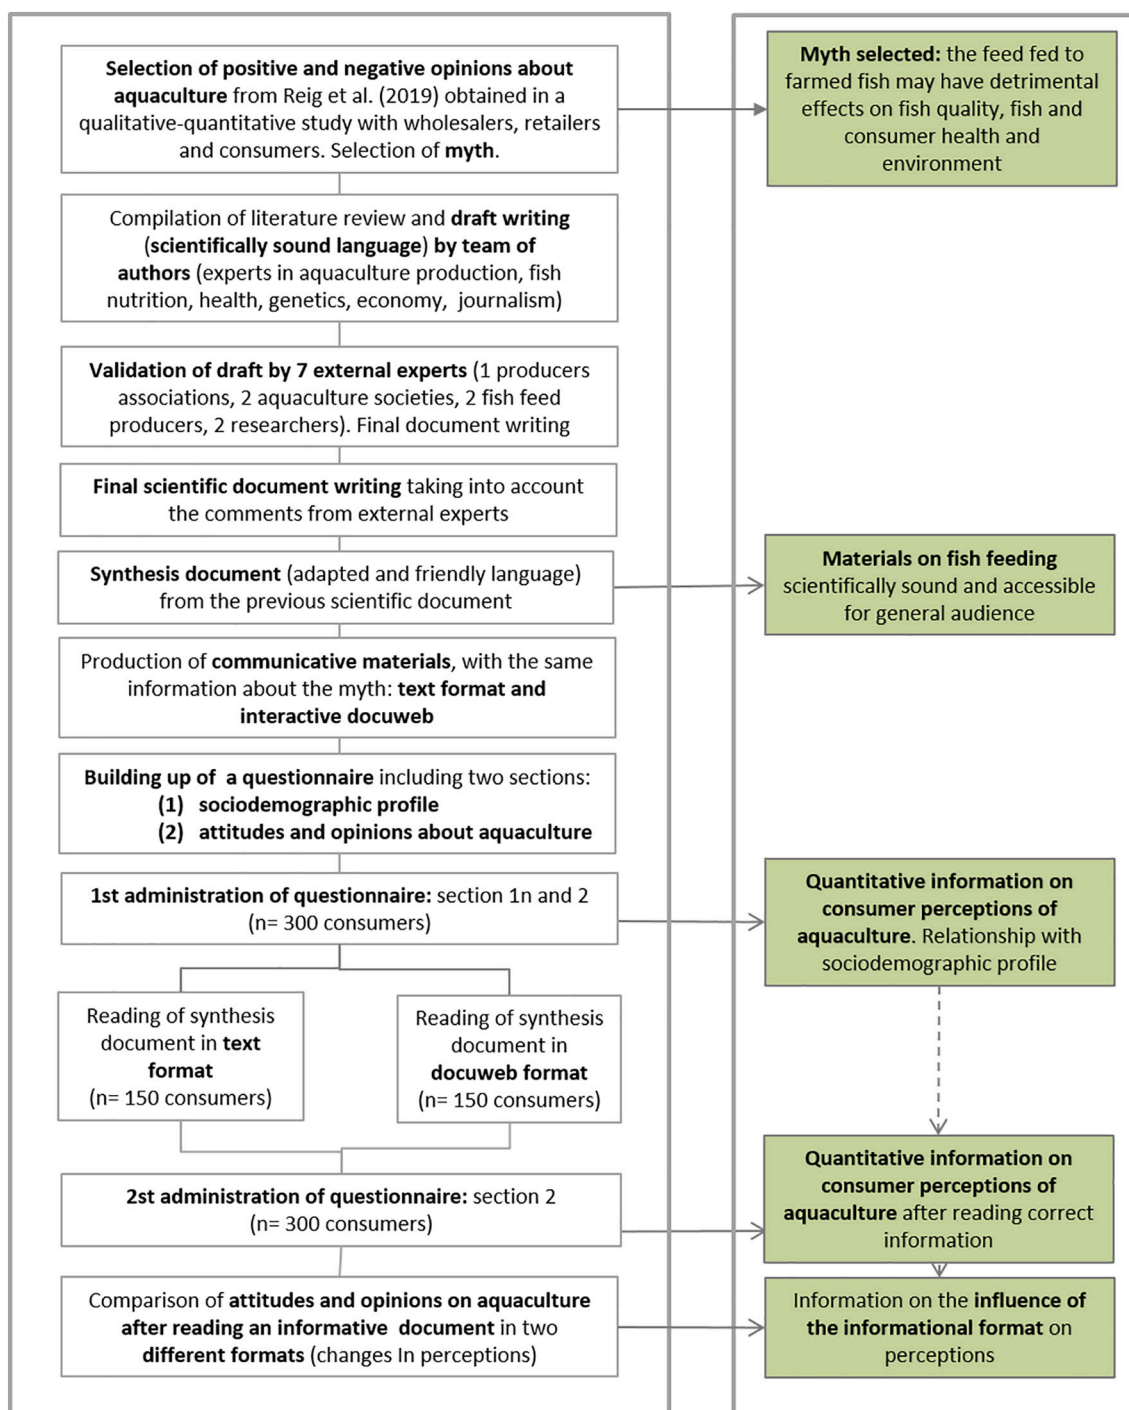 Selection of positive and negative opinions about
aquaculture from Reig et al. (2019) obtained in a
qualitative-quantitative study with wholesalers, retailers
and consumers. Selection of myth.
Myth selected: the feed fed to
farmed fish may have detrimental
effects on fish quality, fish and
consumer health and
environment
Compilation of literature review and draft writing
(scientifically sound language) by team of
authors (experts in aquaculture production, fish
nutrition, health, genetics, economy, journalism)
Validation of draft by 7 external experts (1 producers
associations, 2 aquaculture societies, 2 fish feed
producers, 2 researchers). Final document writing
Final scientific document writing taking into account
the comments from external experts
Synthesis document (adapted and friendly language)
from the previous scientific document
Materials on fish feeding
scientifically sound and accessible
for general audience
Production of communicative materials, with the same
information about the myth: text format and
interactive docuweb
Building up of a questionnaire including two sections:
(1) sociodemographic profile
(2) attitudes and opinions about aquaculture
1st administration of questionnaire: section 1n and 2
(n= 300 consumers)
Quantitative information on
consumer perceptions of
aquaculture. Relationship with
sociodemographic profile
Reading of synthesis
document in text
format
(n= 150 consumers)
Reading of synthesis
document in
docuweb format
(n= 150 consumers)
2st administration of questionnaire: section 2
(n= 300 consumers)
Quantitative information on
consumer perceptions of
aquaculture after reading correct
information
Comparison of attitudes and opinions on aquaculture
after reading an informative document in two
different formats (changes In perceptions)
Information on the influence of
the informational format on
perceptions